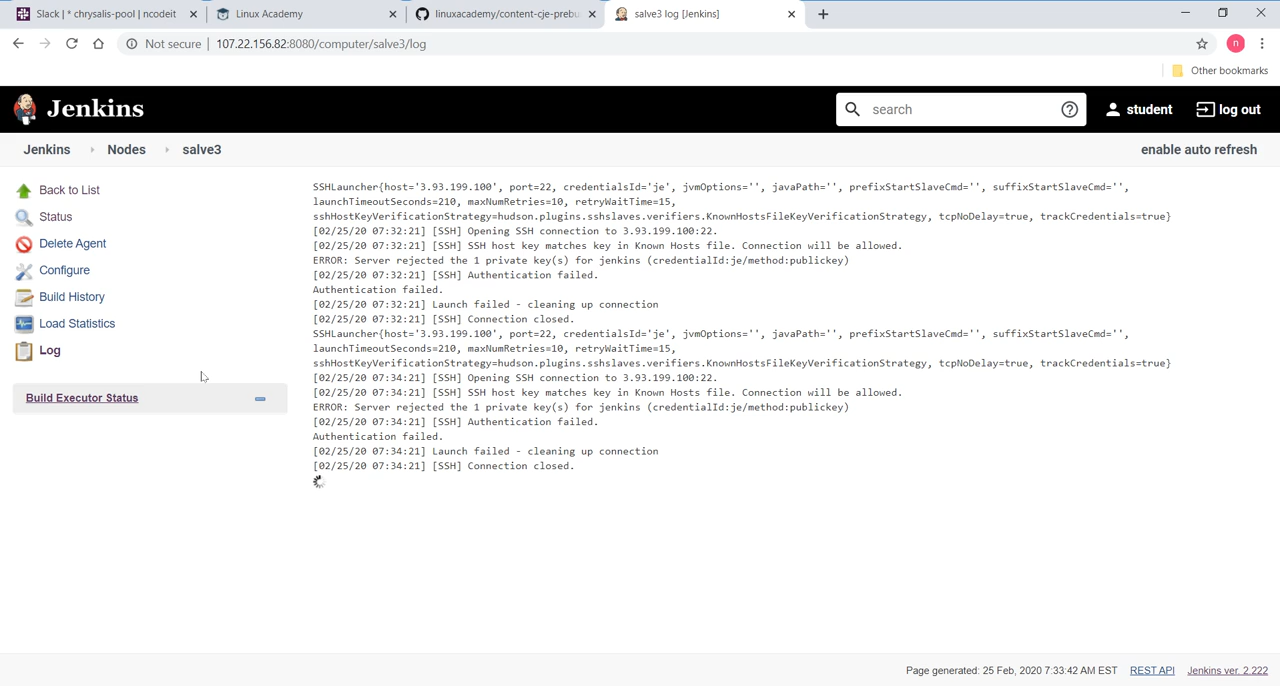 Slack | * chrysalis-pool | ncodeit
Linux Academy
linuxacademy/content-cje-prebu
salve3 log [Jenkins]
Not secure | 107.22.156.82:8080/computer/salve3/log
n
Other bookmarks
Jenkins
search
student
log out
Jenkins
Nodes
salve3
enable auto refresh
Back to List
Status
Delete Agent
Configure
Build History
Load Statistics
Log
Build Executor Status
SSHLauncher{host='3.93.199.100', port=22, credentialsId='je', jvmOptions='', javaPath='', prefixStartSlaveCmd='', suffixStartSlaveCmd='',
launchTimeoutSeconds=210, maxNumRetries=10, retryWaitTime=15,
sshHostKeyVerificationStrategy=hudson.plugins.sshslaves.verifiers.KnownHostsFileKeyVerificationStrategy, tcpNoDelay=true, trackCredentials=true}
[02/25/20 07:32:21] [SSH] Opening SSH connection to 3.93.199.100:22.
[02/25/20 07:32:21] [SSH] SSH host key matches key in Known Hosts file. Connection will be allowed.
ERROR: Server rejected the 1 private key(s) for jenkins (credentialId:je/method:publickey)
[02/25/20 07:32:21] [SSH] Authentication failed.
Authentication failed.
[02/25/20 07:32:21] Launch failed - cleaning up connection
[02/25/20 07:32:21] [SSH] Connection closed.
SSHLauncher{host='3.93.199.100', port=22, credentialsId='je', jvmOptions='', javaPath='', prefixStartSlaveCmd='', suffixStartSlaveCmd='',
launchTimeoutSeconds=210, maxNumRetries=10, retryWaitTime=15,
sshHostKeyVerificationStrategy=hudson.plugins.sshslaves.verifiers.KnownHostsFileKeyVerificationStrategy, tcpNoDelay=true, trackCredentials=true}
[02/25/20 07:34:21] [SSH] Opening SSH connection to 3.93.199.100:22.
[02/25/20 07:34:21] [SSH] SSH host key matches key in Known Hosts file. Connection will be allowed.
ERROR: Server rejected the 1 private key(s) for jenkins (credentialId:je/method:publickey)
[02/25/20 07:34:21] [SSH] Authentication failed.
Authentication failed.
[02/25/20 07:34:21] Launch failed - cleaning up connection
[02/25/20 07:34:21] [SSH] Connection closed.
Page generated: 25 Feb, 2020 7:33:42 AM EST REST API Jenkins ver. 2.222